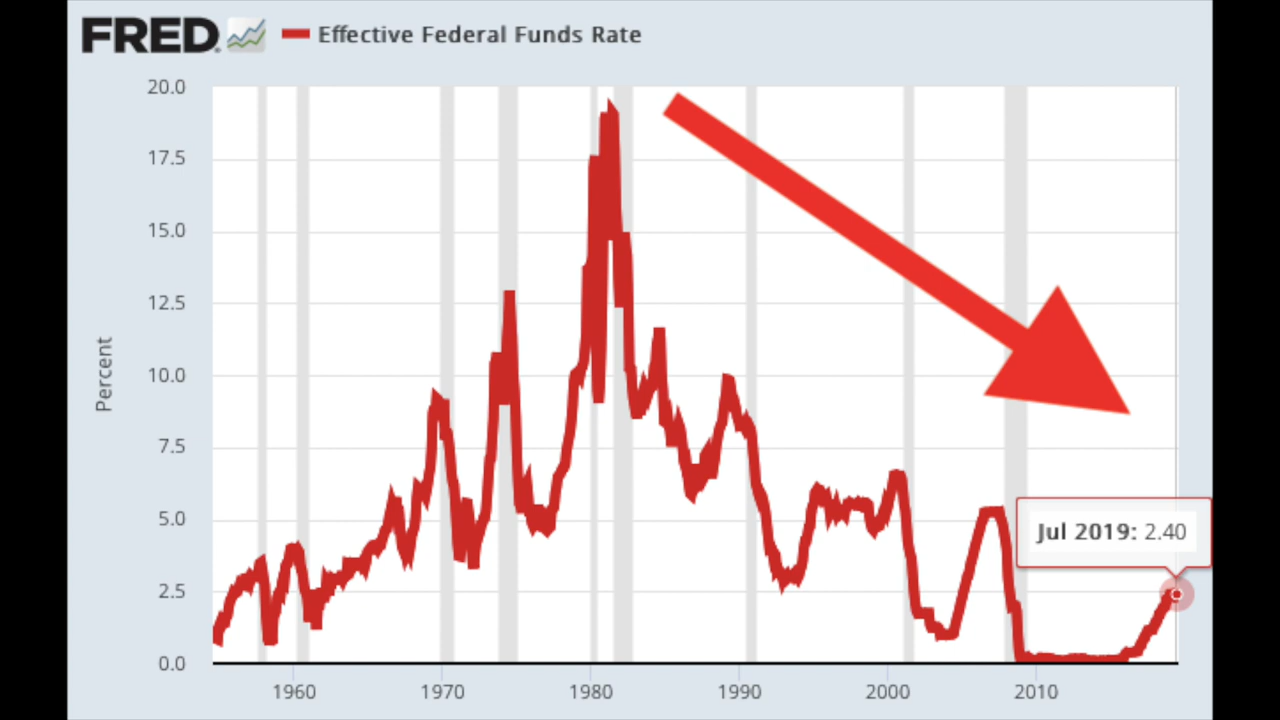 FRED
Effective Federal Funds Rate
20.0
17.5
15.0
12.5
10.0
7.5
5.0
2.5
0.0
Percent
Jul 2019: 2.40
1960 1970 1980 1990 2000 2010